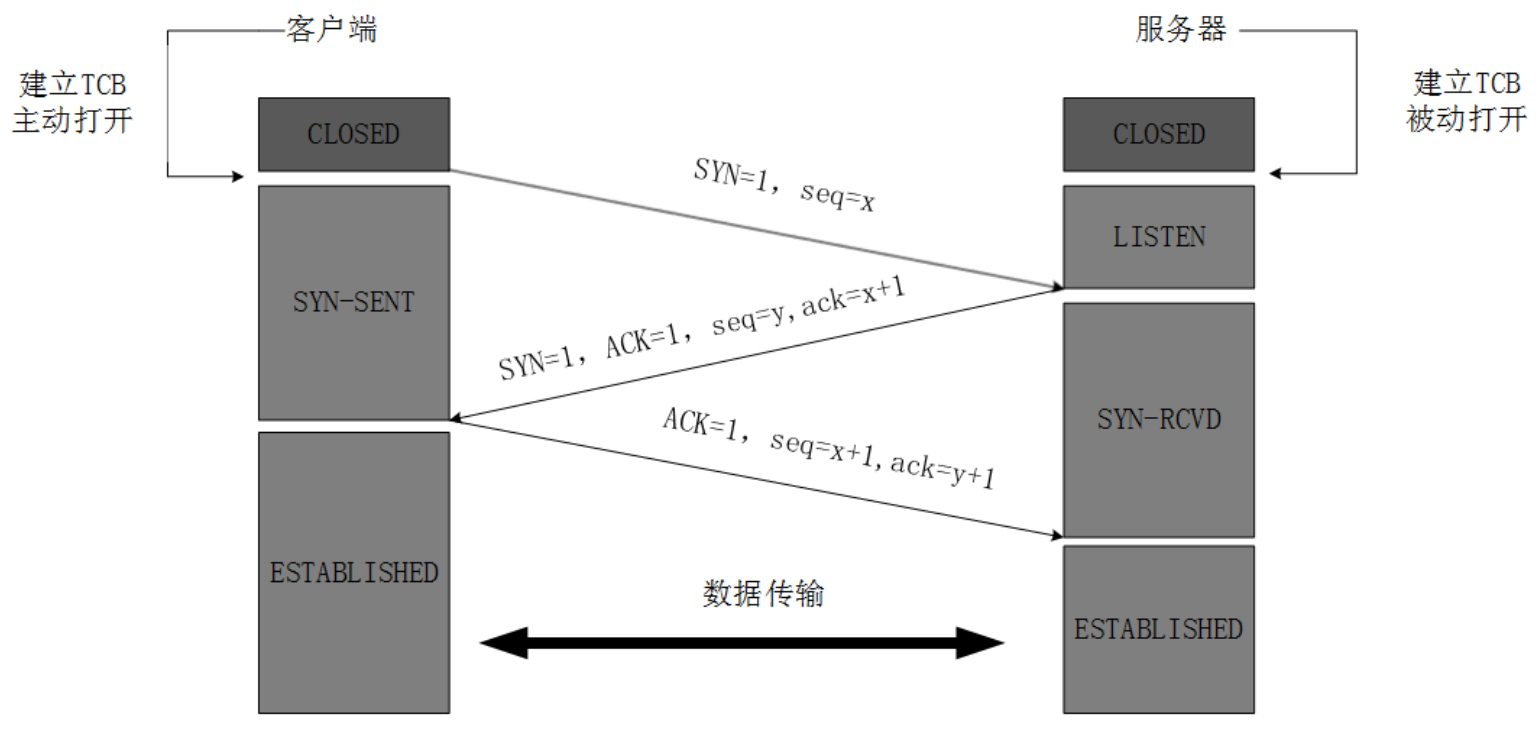 客户端
服务器
建立TCB
主动打开
建立TCB
被动打开
CLOSED
CLOSED
SYN=1, seq=x
LISTEN
SYN-SENT
SYN=1, ACK=1, seq=y,ack=x+1
SYN-RCVD
ACK=1, seq=x+1,ack=y+1
ESTABLISHED
数据传输
ESTABLISHED